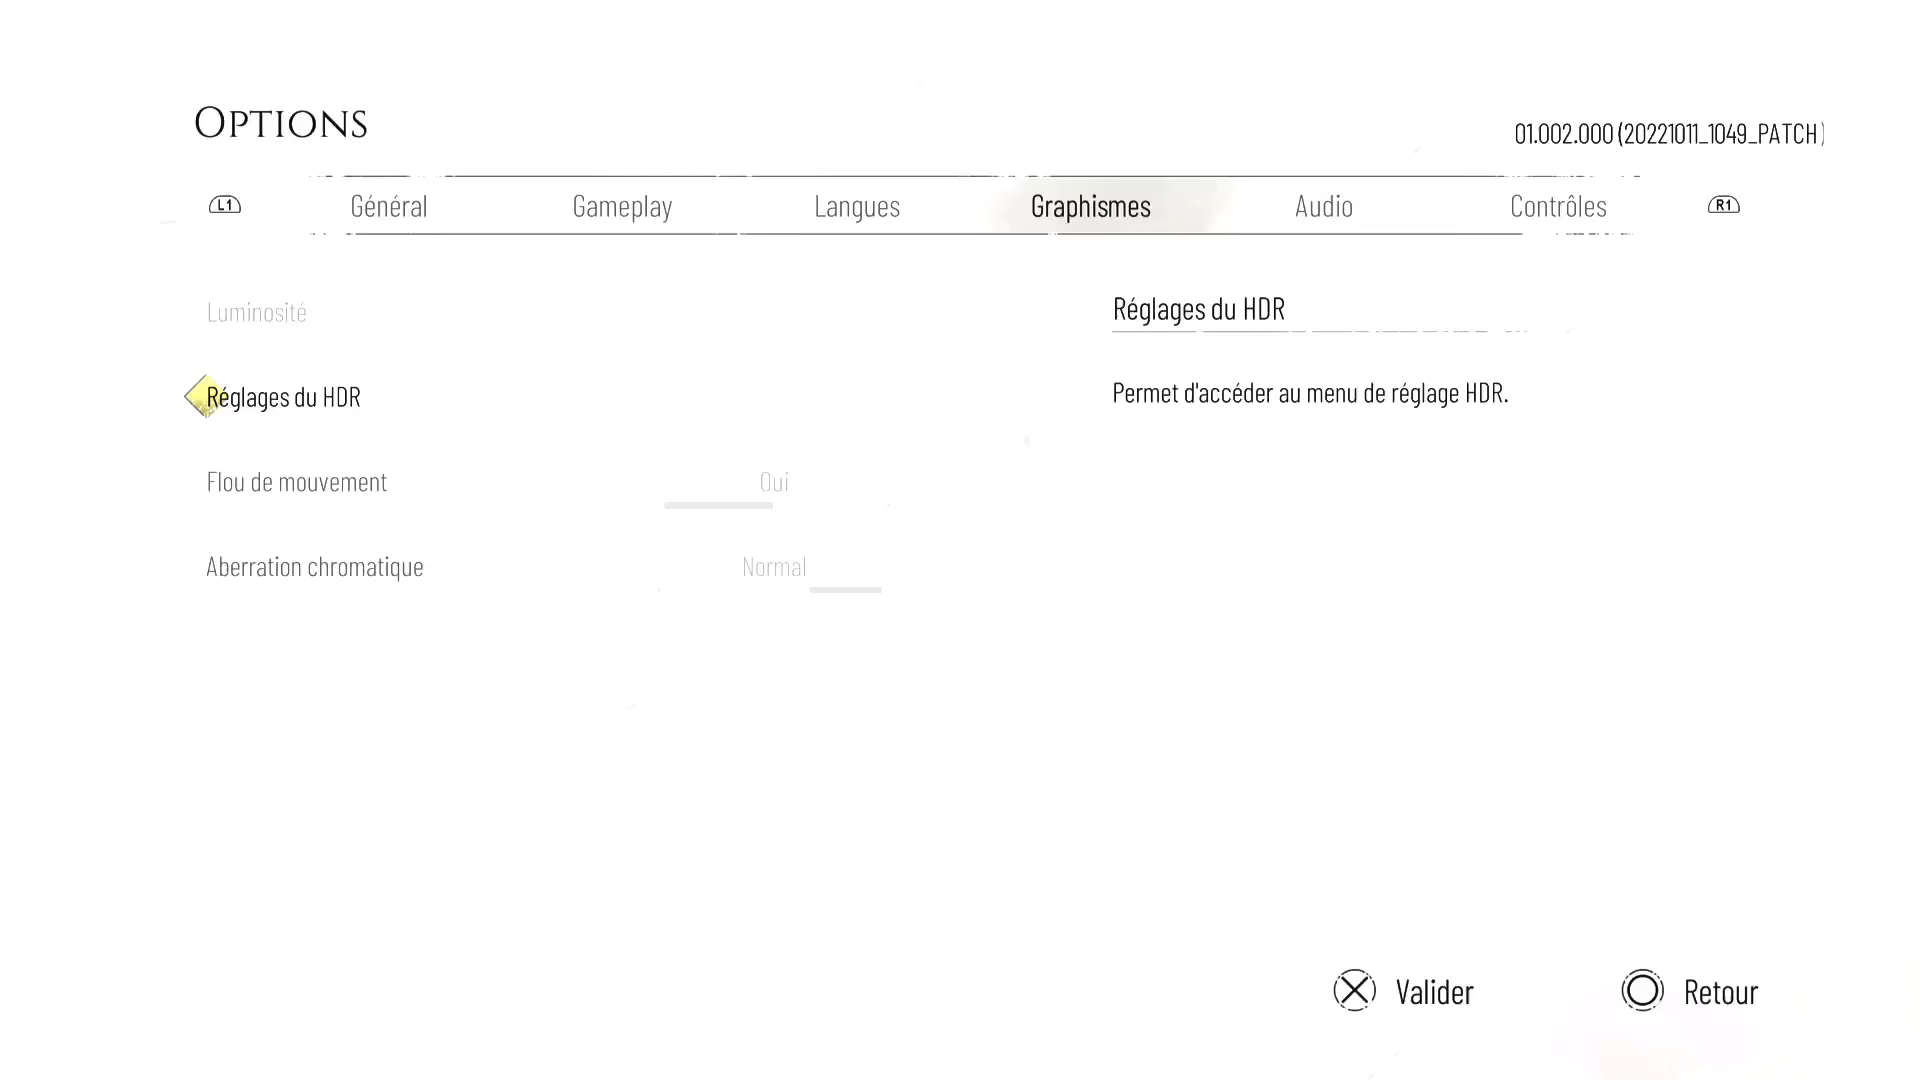 Options
01.002.000 (20221011_1049_PATCH)
L1 Général Gameplay Langues Graphismes Audio Contrôles R1
Luminosité
Réglages du HDR
Flou de mouvement Oui
Aberration chromatique Normal
Réglages du HDR
Permet d'accéder au menu de réglage HDR.
Valider Retour